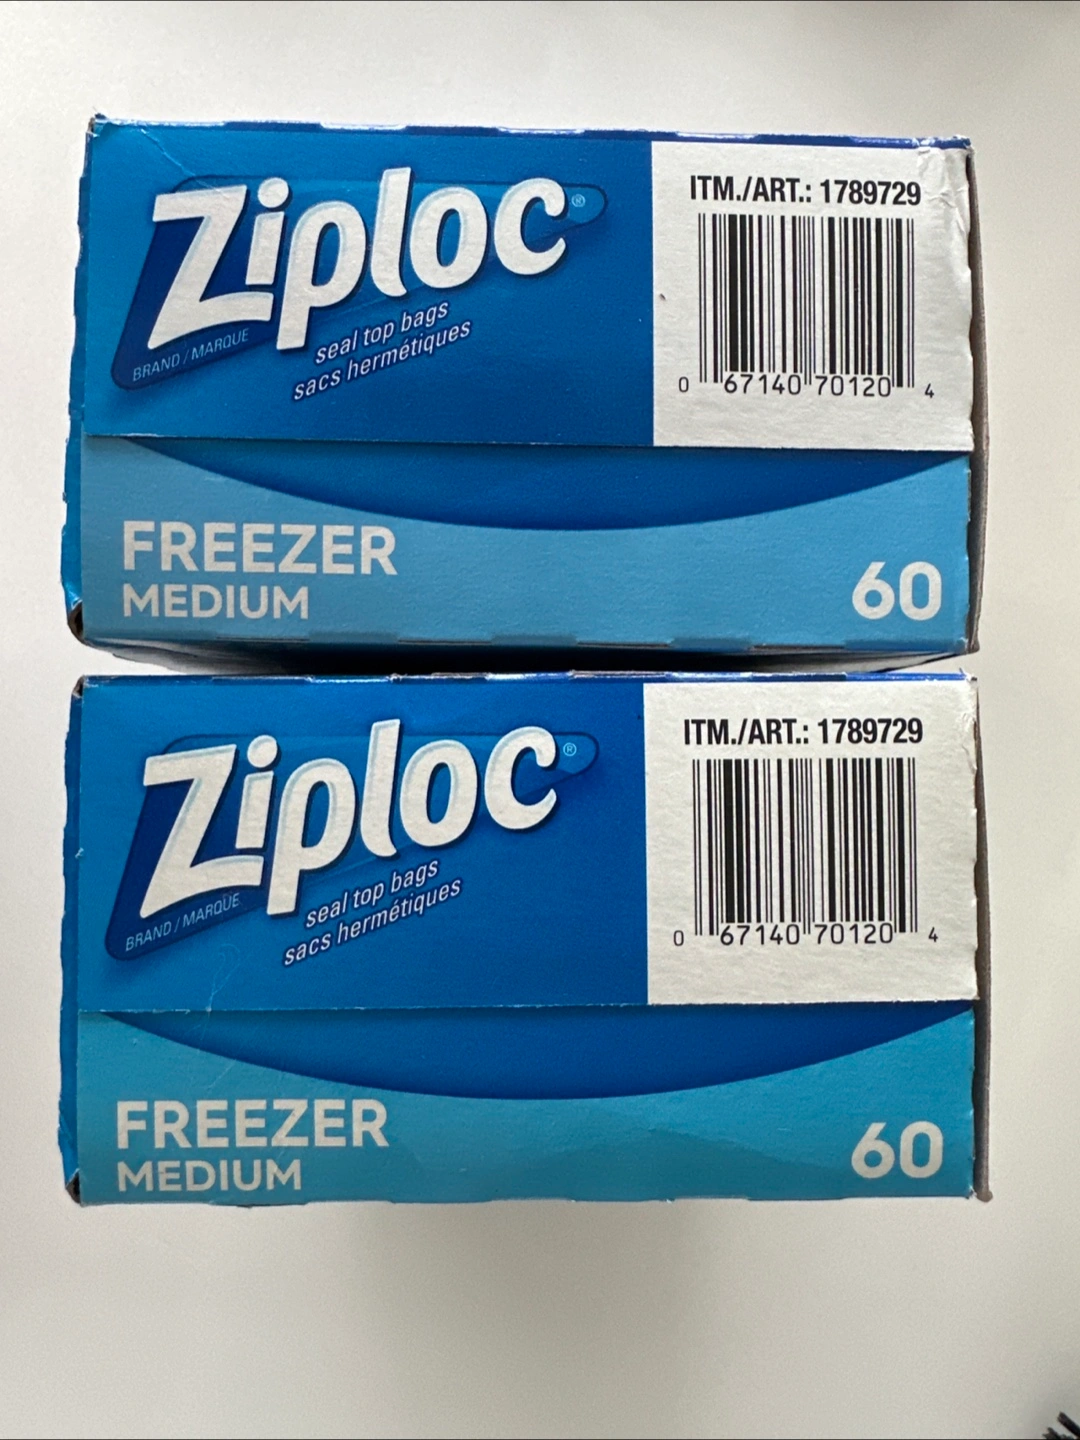 Ziploc®
BRAND / MARQUE
seal top bags
sacs hermétiques
ITM./ART.: 1789729
0 67140 70120 4
FREEZER
MEDIUM
60
Ziploc®
BRAND / MARQUE
seal top bags
sacs hermétiques
ITM./ART.: 1789729
0 67140 70120 4
FREEZER
MEDIUM
60